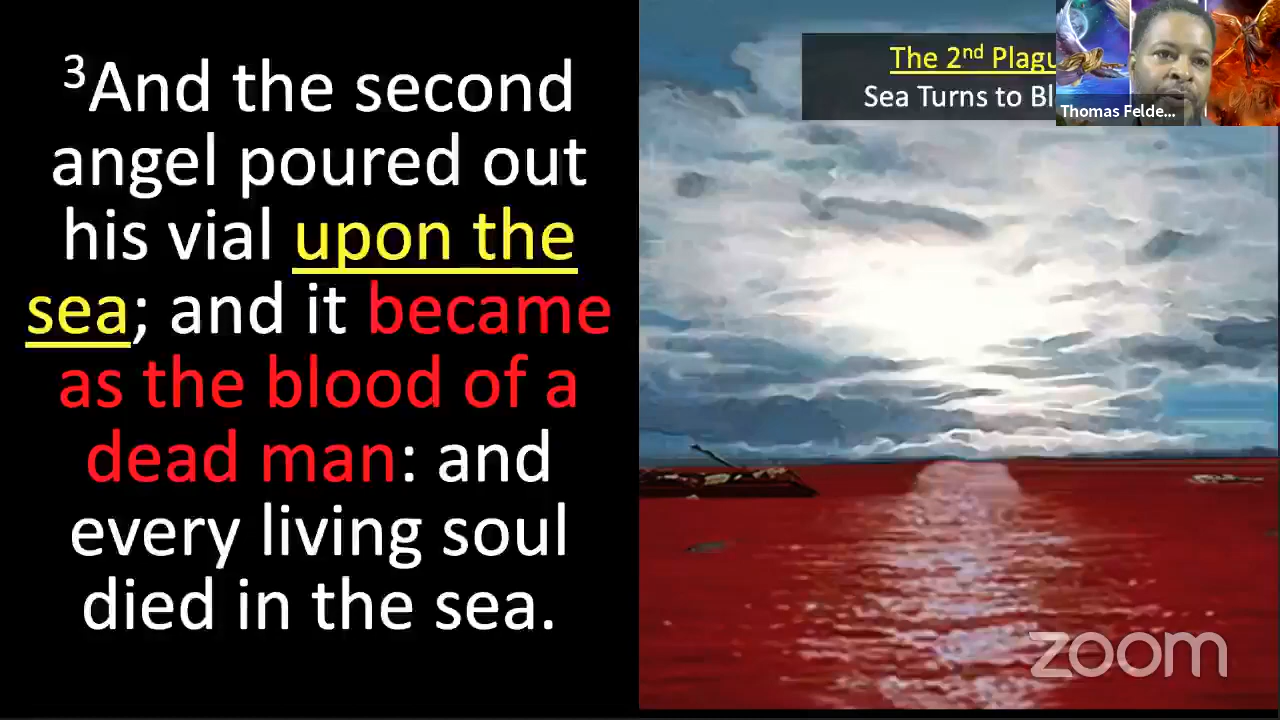 ³And the second
angel poured out
his vial upon the
sea; and it became
as the blood of a
dead man: and
every living soul
died in the sea.
The 2nd Plagu
Sea Turns to Bl
Thomas Felde...
zoom